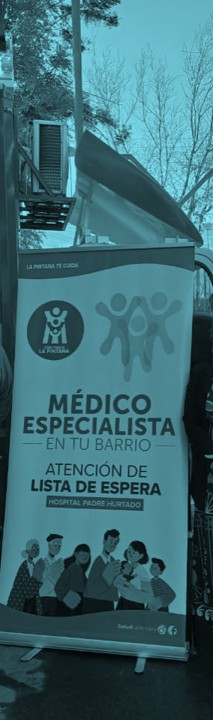 LA PINTANA TE CUIDA
LA PINTANA
MÉDICO
ESPECIALISTA
EN TU BARRIO
ATENCIÓN DE
LISTA DE ESPERA
HOSPITAL PADRE HURTADO